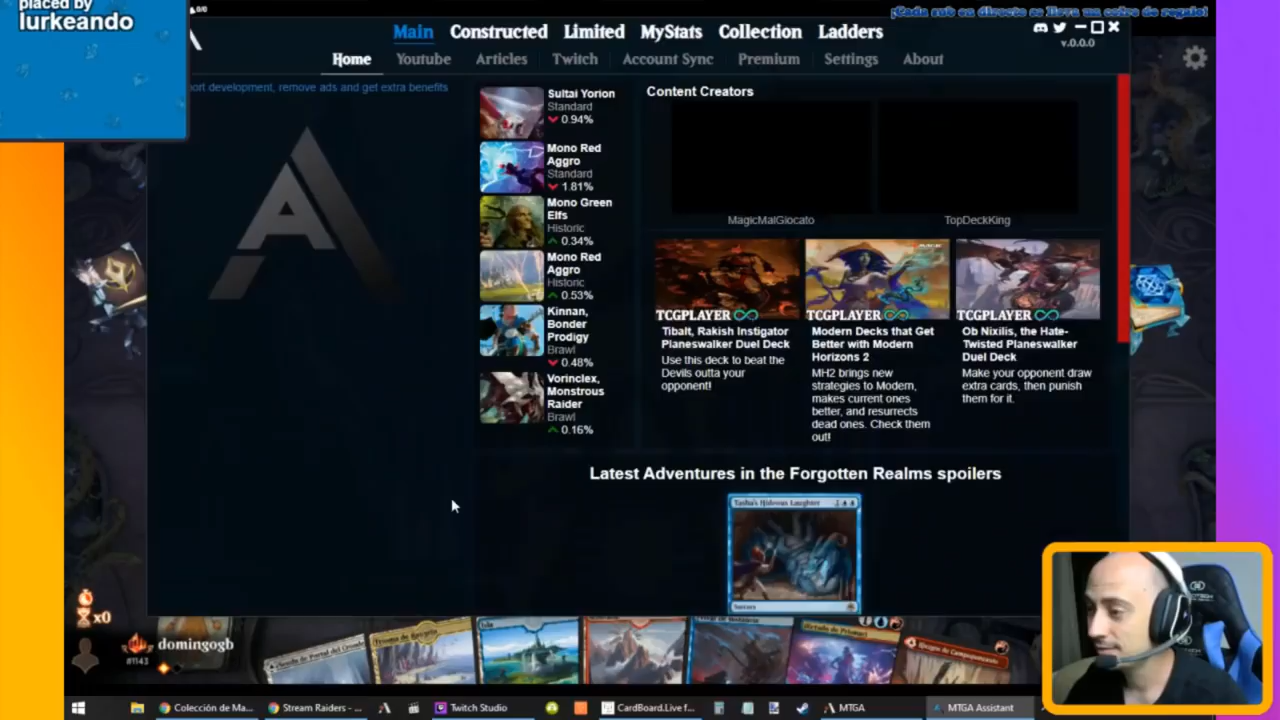 placed by
lurkeando
0/0
¡Cada sub en directo se lleva un cofre de regalo!
Main Constructed Limited MyStats Collection Ladders
v.0.0.0
Home Youtube Articles Twitch Account Sync Premium Settings About
ort development, remove ads and get extra benefits
Sultai Yorion
Standard
0.94%
Mono Red
Aggro
Standard
1.81%
Mono Green
Elfs
Historic
0.34%
Mono Red
Aggro
Historic
0.53%
Kinnan,
Bonder
Prodigy
Brawl
0.48%
Vorinclex,
Monstrous
Raider
Brawl
0.16%
Content Creators
MagicMalGiocato
TopDeckKing
TCGPLAYER
Tibalt, Rakish Instigator
Planeswalker Duel Deck
Use this deck to beat the
Devils outta your
opponent!
TCGPLAYER
Modern Decks that Get
Better with Modern
Horizons 2
MH2 brings new
strategies to Modern,
makes current ones
better, and resurrects
dead ones. Check them
out!
TCGPLAYER
Ob Nixilis, the Hate-
Twisted Planeswalker
Duel Deck
Make your opponent draw
extra cards, then punish
them for it.
Latest Adventures in the Forgotten Realms spoilers
Tasha's Hideous Laughter
Sorcery
x0
domingogb
#1143
Isla
Colección de Ma...
Stream Raiders - ...
Twitch Studio
CardBoard.Live f...
MTGA
MTGA Assistant